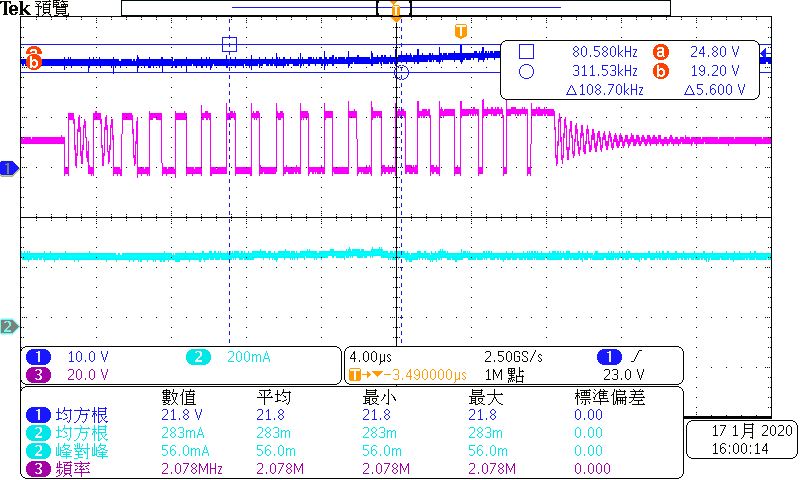 Tek 預覽
T
T
a
b
80.580kHz a 24.80 V
311.53kHz b 19.20 V
△108.70kHz △5.600 V
1
2
1 10.0 V 2 200mA
3 20.0 V
4.00μs 2.50GS/s 1
T→▼−3.490000μs 1M 點 23.0 V
數值 平均 最小 最大 標準偏差
1 均方根 21.8 V 21.8 21.8 21.8 0.00
2 均方根 283mA 283m 283m 283m 0.00
2 峰對峰 56.0mA 56.0m 56.0m 56.0m 0.00
3 頻率 2.078MHz 2.078M 2.078M 2.078M 0.000
17 1月 2020
16:00:14